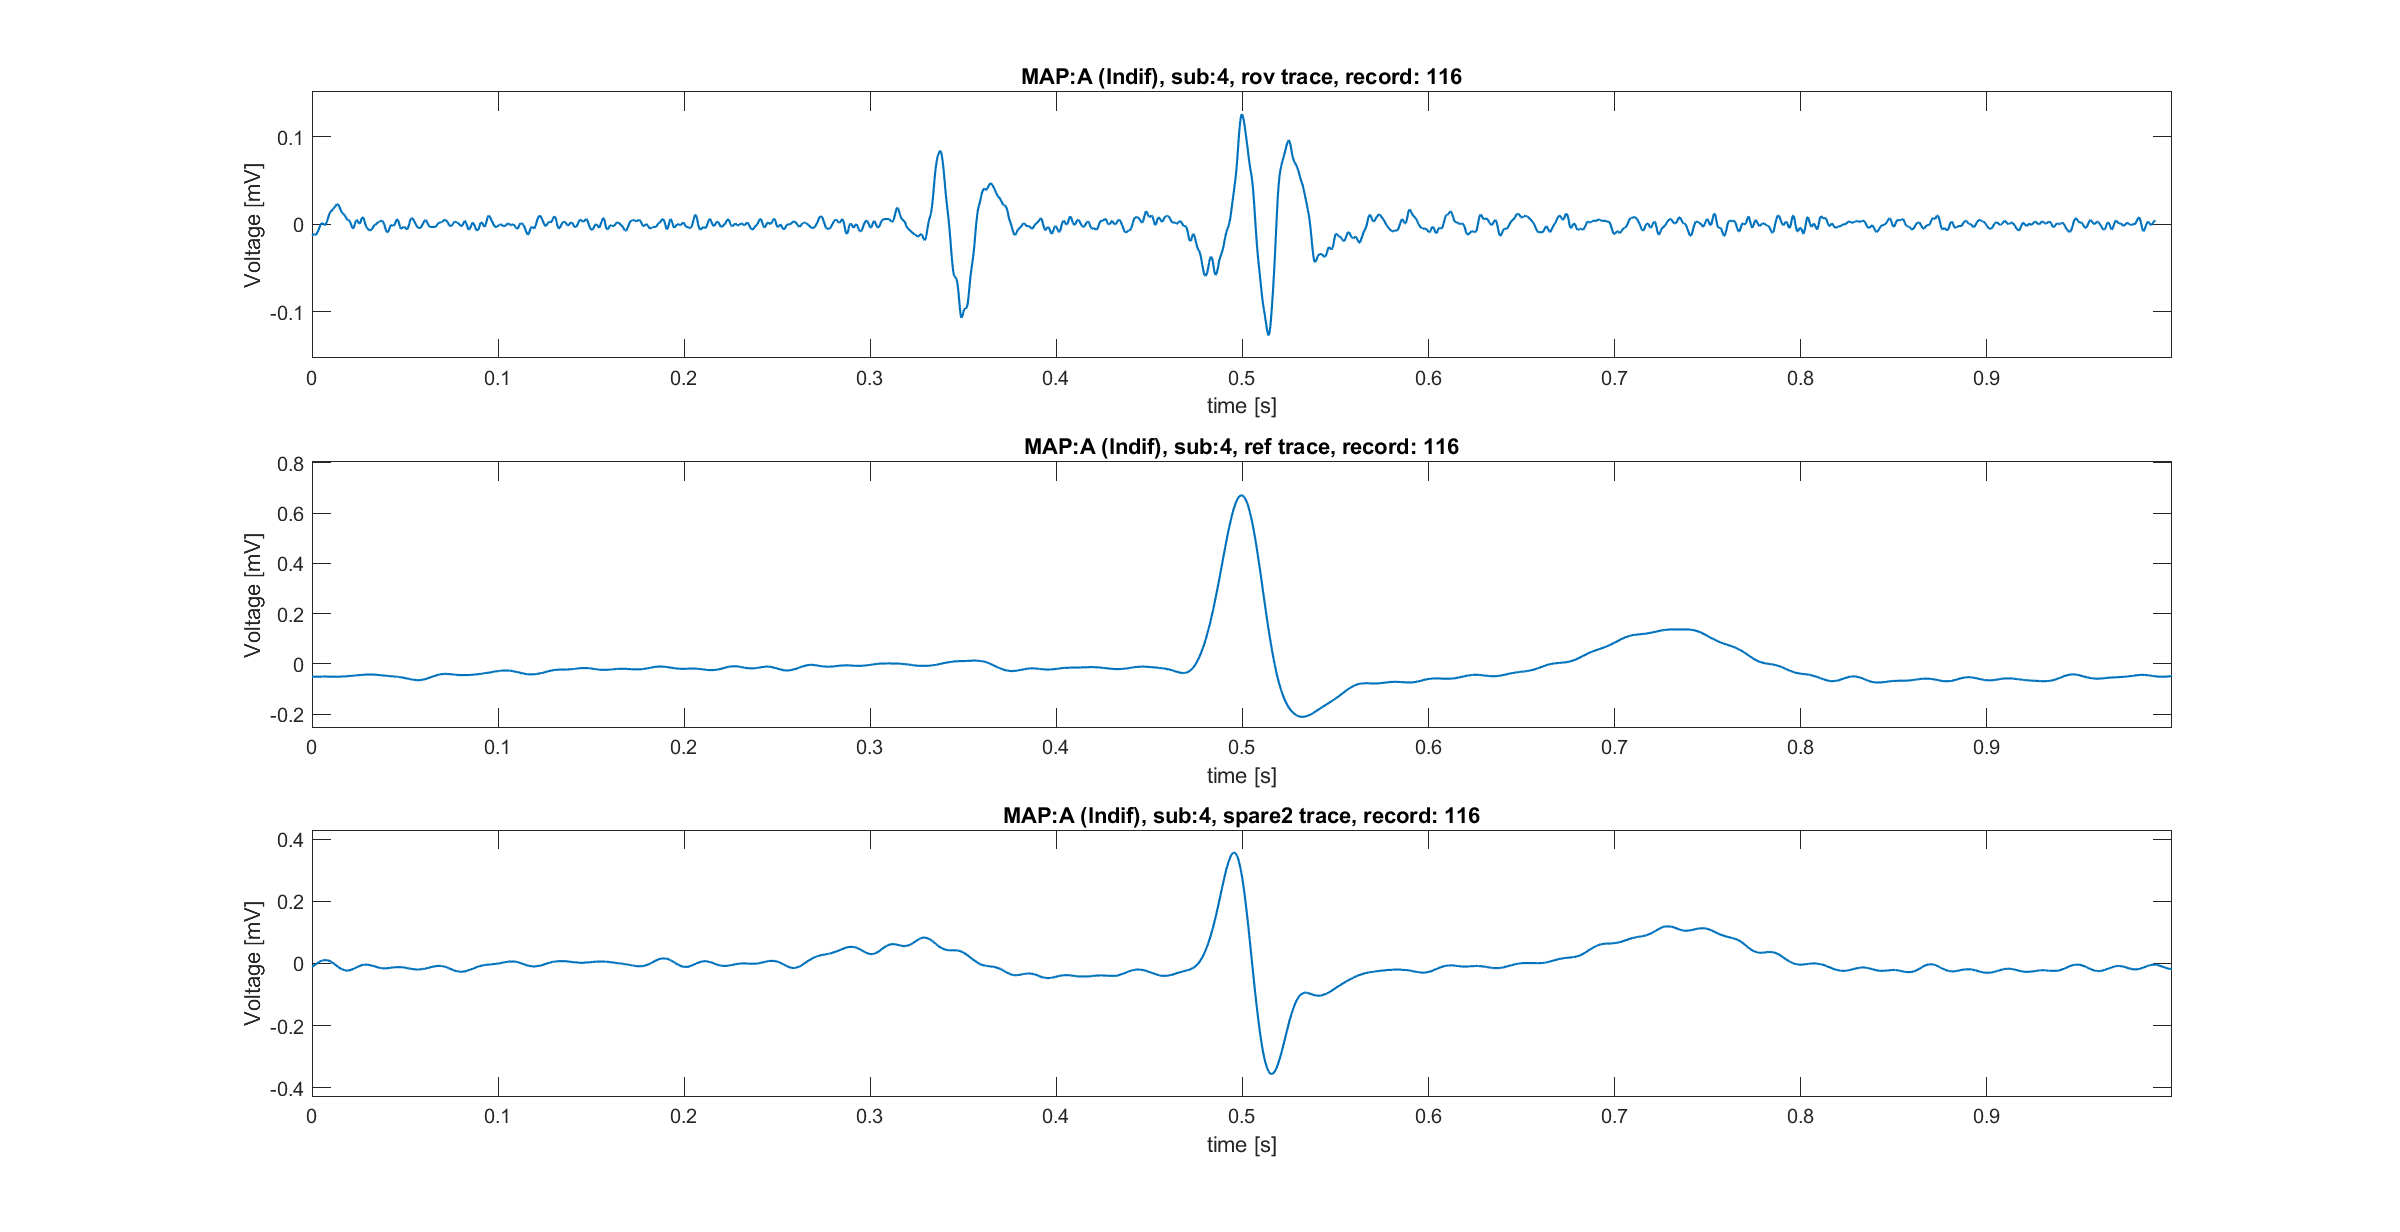 MAP:A (Indif), sub:4, rov trace, record: 116
Voltage [mV]
0.1
0
-0.1
0 0.1 0.2 0.3 0.4 0.5 0.6 0.7 0.8 0.9
time [s]
MAP:A (Indif), sub:4, ref trace, record: 116
Voltage [mV]
0.8
0.6
0.4
0.2
0
-0.2
0 0.1 0.2 0.3 0.4 0.5 0.6 0.7 0.8 0.9
time [s]
MAP:A (Indif), sub:4, spare2 trace, record: 116
Voltage [mV]
0.4
0.2
0
-0.2
-0.4
0 0.1 0.2 0.3 0.4 0.5 0.6 0.7 0.8 0.9
time [s]